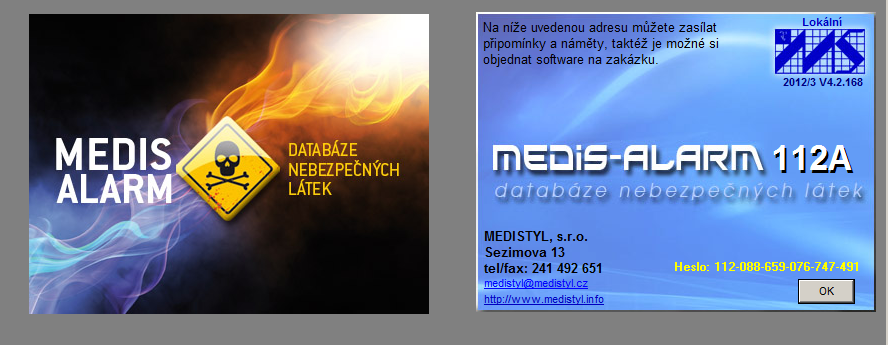 MEDIS
ALARM
DATABÁZE
NEBEZPEČNÝCH
LÁTEK
Na níže uvedenou adresu můžete zasílat
připomínky a náměty, taktéž je možné si
objednat software na zakázku.
Lokální
2012/3 V4.2.168
MEDiS-ALARM 112A
databáze nebezpečných látek
MEDISTYL, s.r.o.
Sezimova 13
tel/fax: 241 492 651
medistyl@medistyl.cz
http://www.medistyl.info
Heslo: 112-088-659-076-747-491
OK